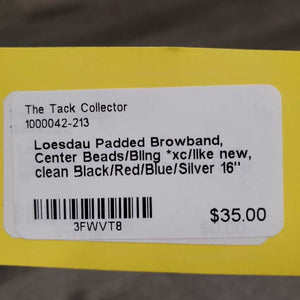 The Tack Collector
1000042-213
Loesdau Padded Browband,
Center Beads/Bling *xc/like new,
clean Black/Red/Blue/Silver 16"
3FWVT8
$35.00